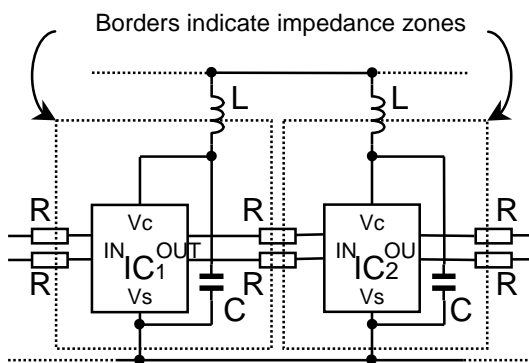 Borders indicate impedance zones
L L
R Vc R Vc R
IN IC1 OUT IN IC2 OU
R Vs C R Vs C R